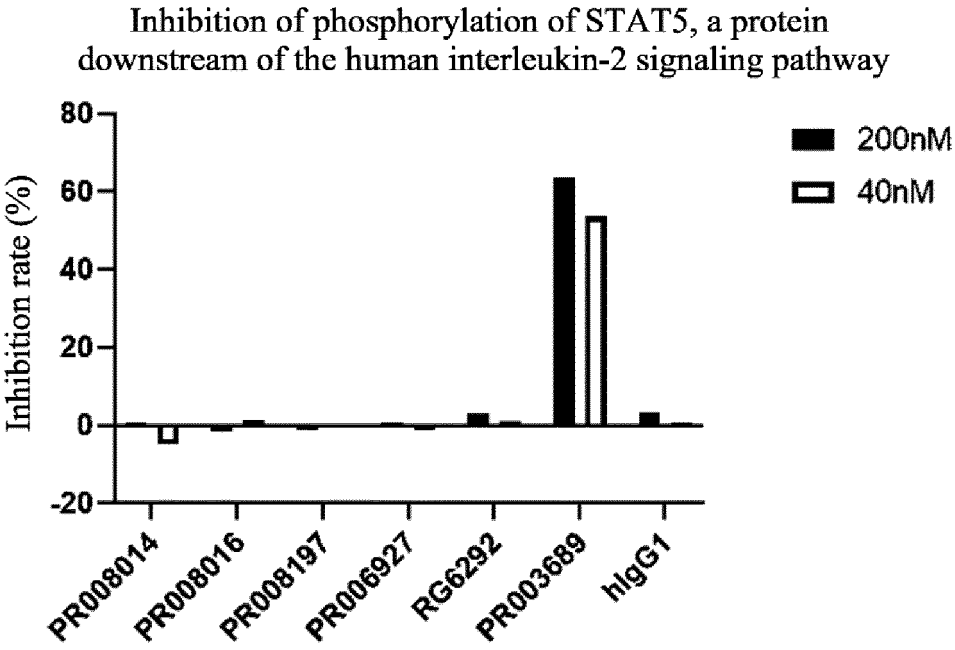 Inhibition of phosphorylation of STAT5, a protein
downstream of the human interleukin-2 signaling pathway
Inhibition rate (%)
80
60
40
20
0
-20
200nM
40nM
PR008014
PR008016
PR008197
PR006927
RG6292
PR003689
hIgG1